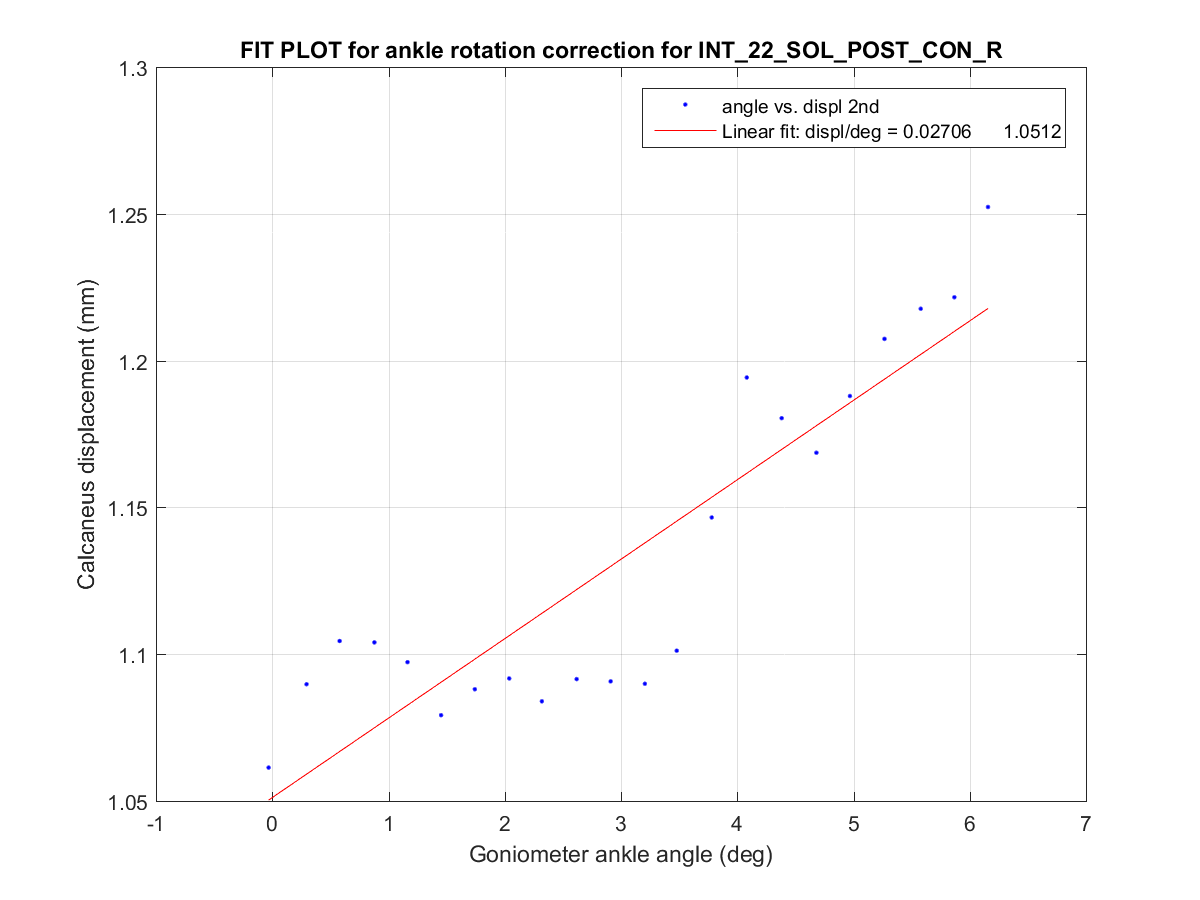 FIT PLOT for ankle rotation correction for INT_22_SOL_POST_CON_R
1.3
angle vs. displ 2nd
Linear fit: displ/deg = 0.02706 1.0512
1.25
1.2
1.15
1.1
1.05
Calcaneus displacement (mm)
-1 0 1 2 3 4 5 6 7
Goniometer ankle angle (deg)